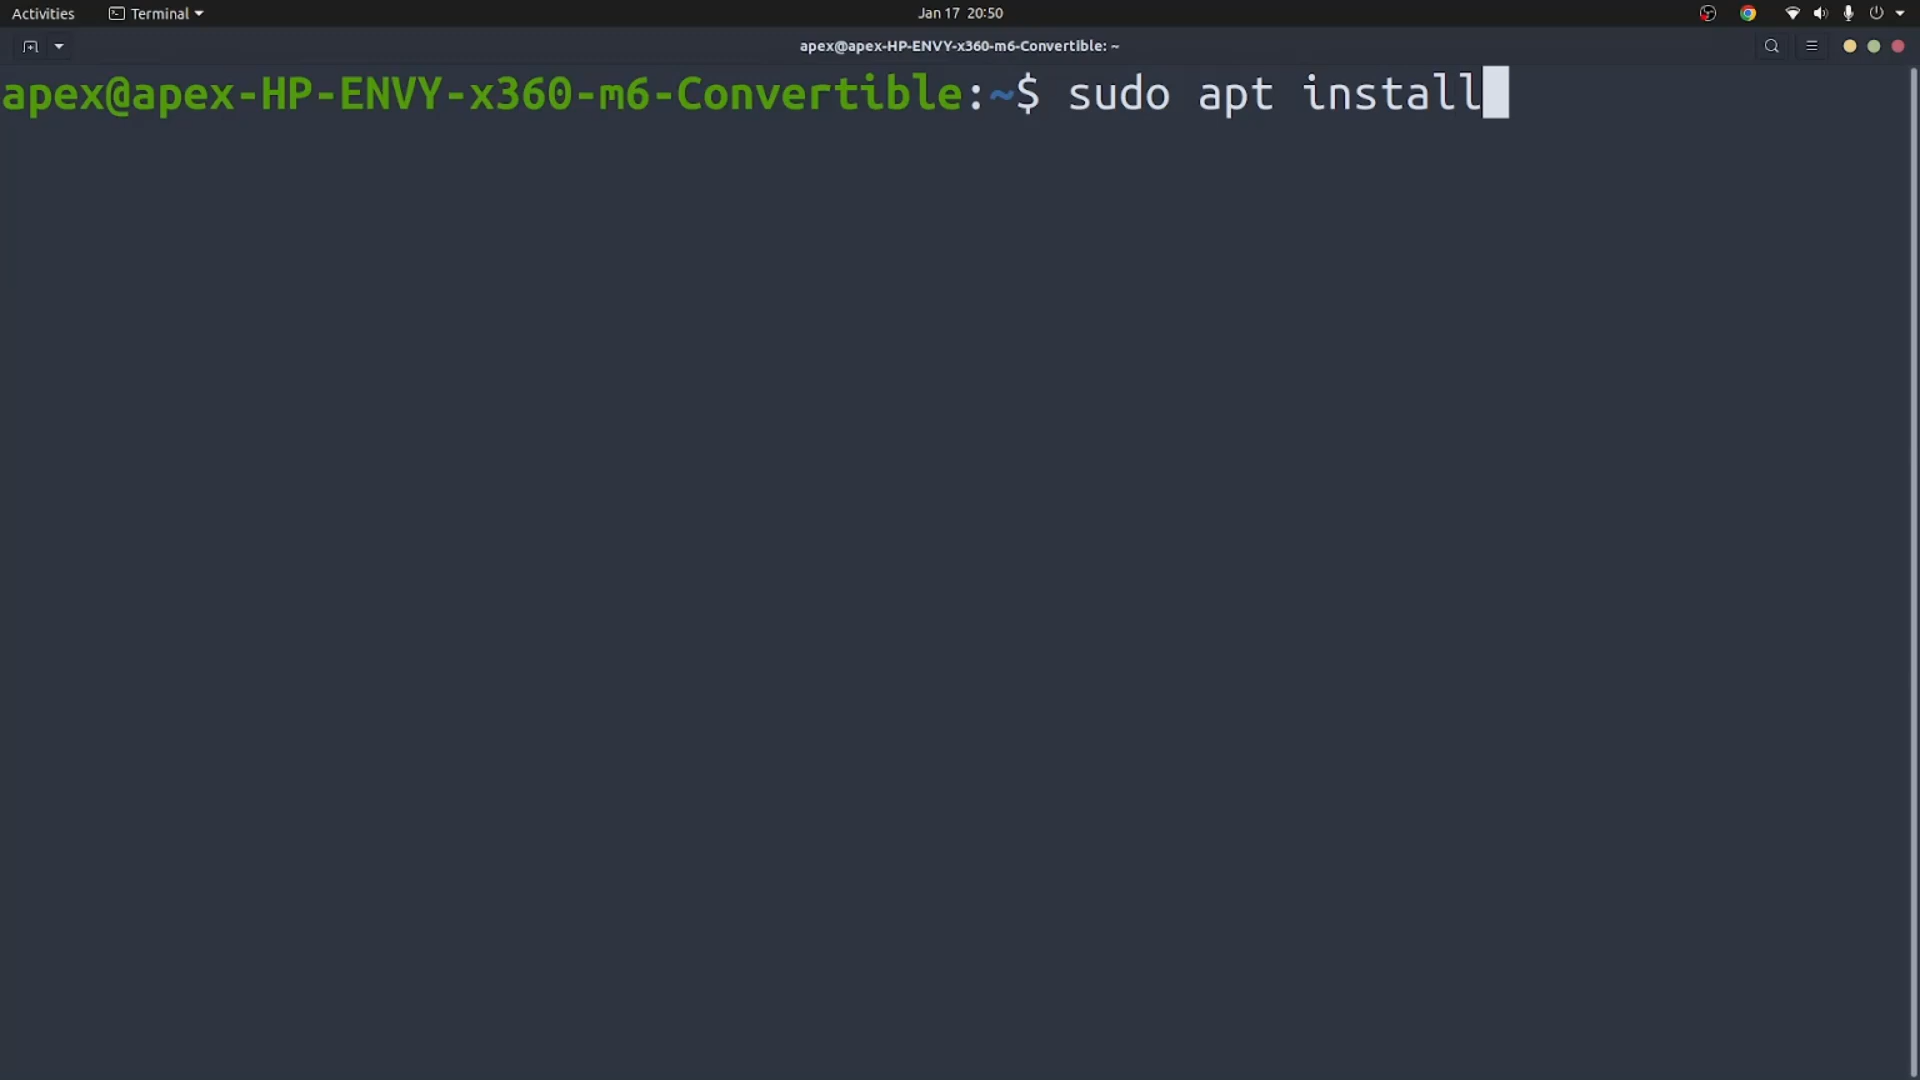 Activities Terminal Jan 17 20:50
apex@apex-HP-ENVY-x360-m6-Convertible: ~
apex@apex-HP-ENVY-x360-m6-Convertible:~$ sudo apt install